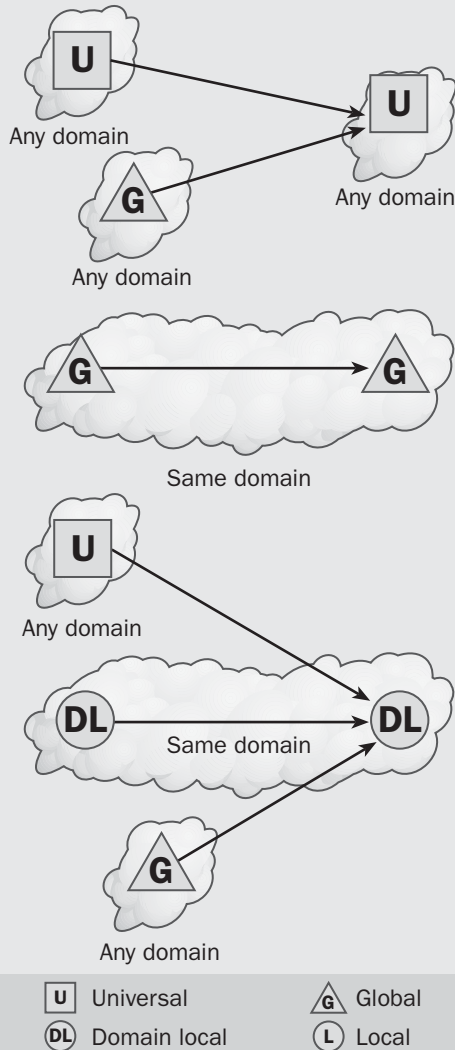 U
Any domain
U
Any domain
G
Any domain
G G
Same domain
U
Any domain
DL DL
Same domain
G
Any domain
U Universal G Global
DL Domain local L Local